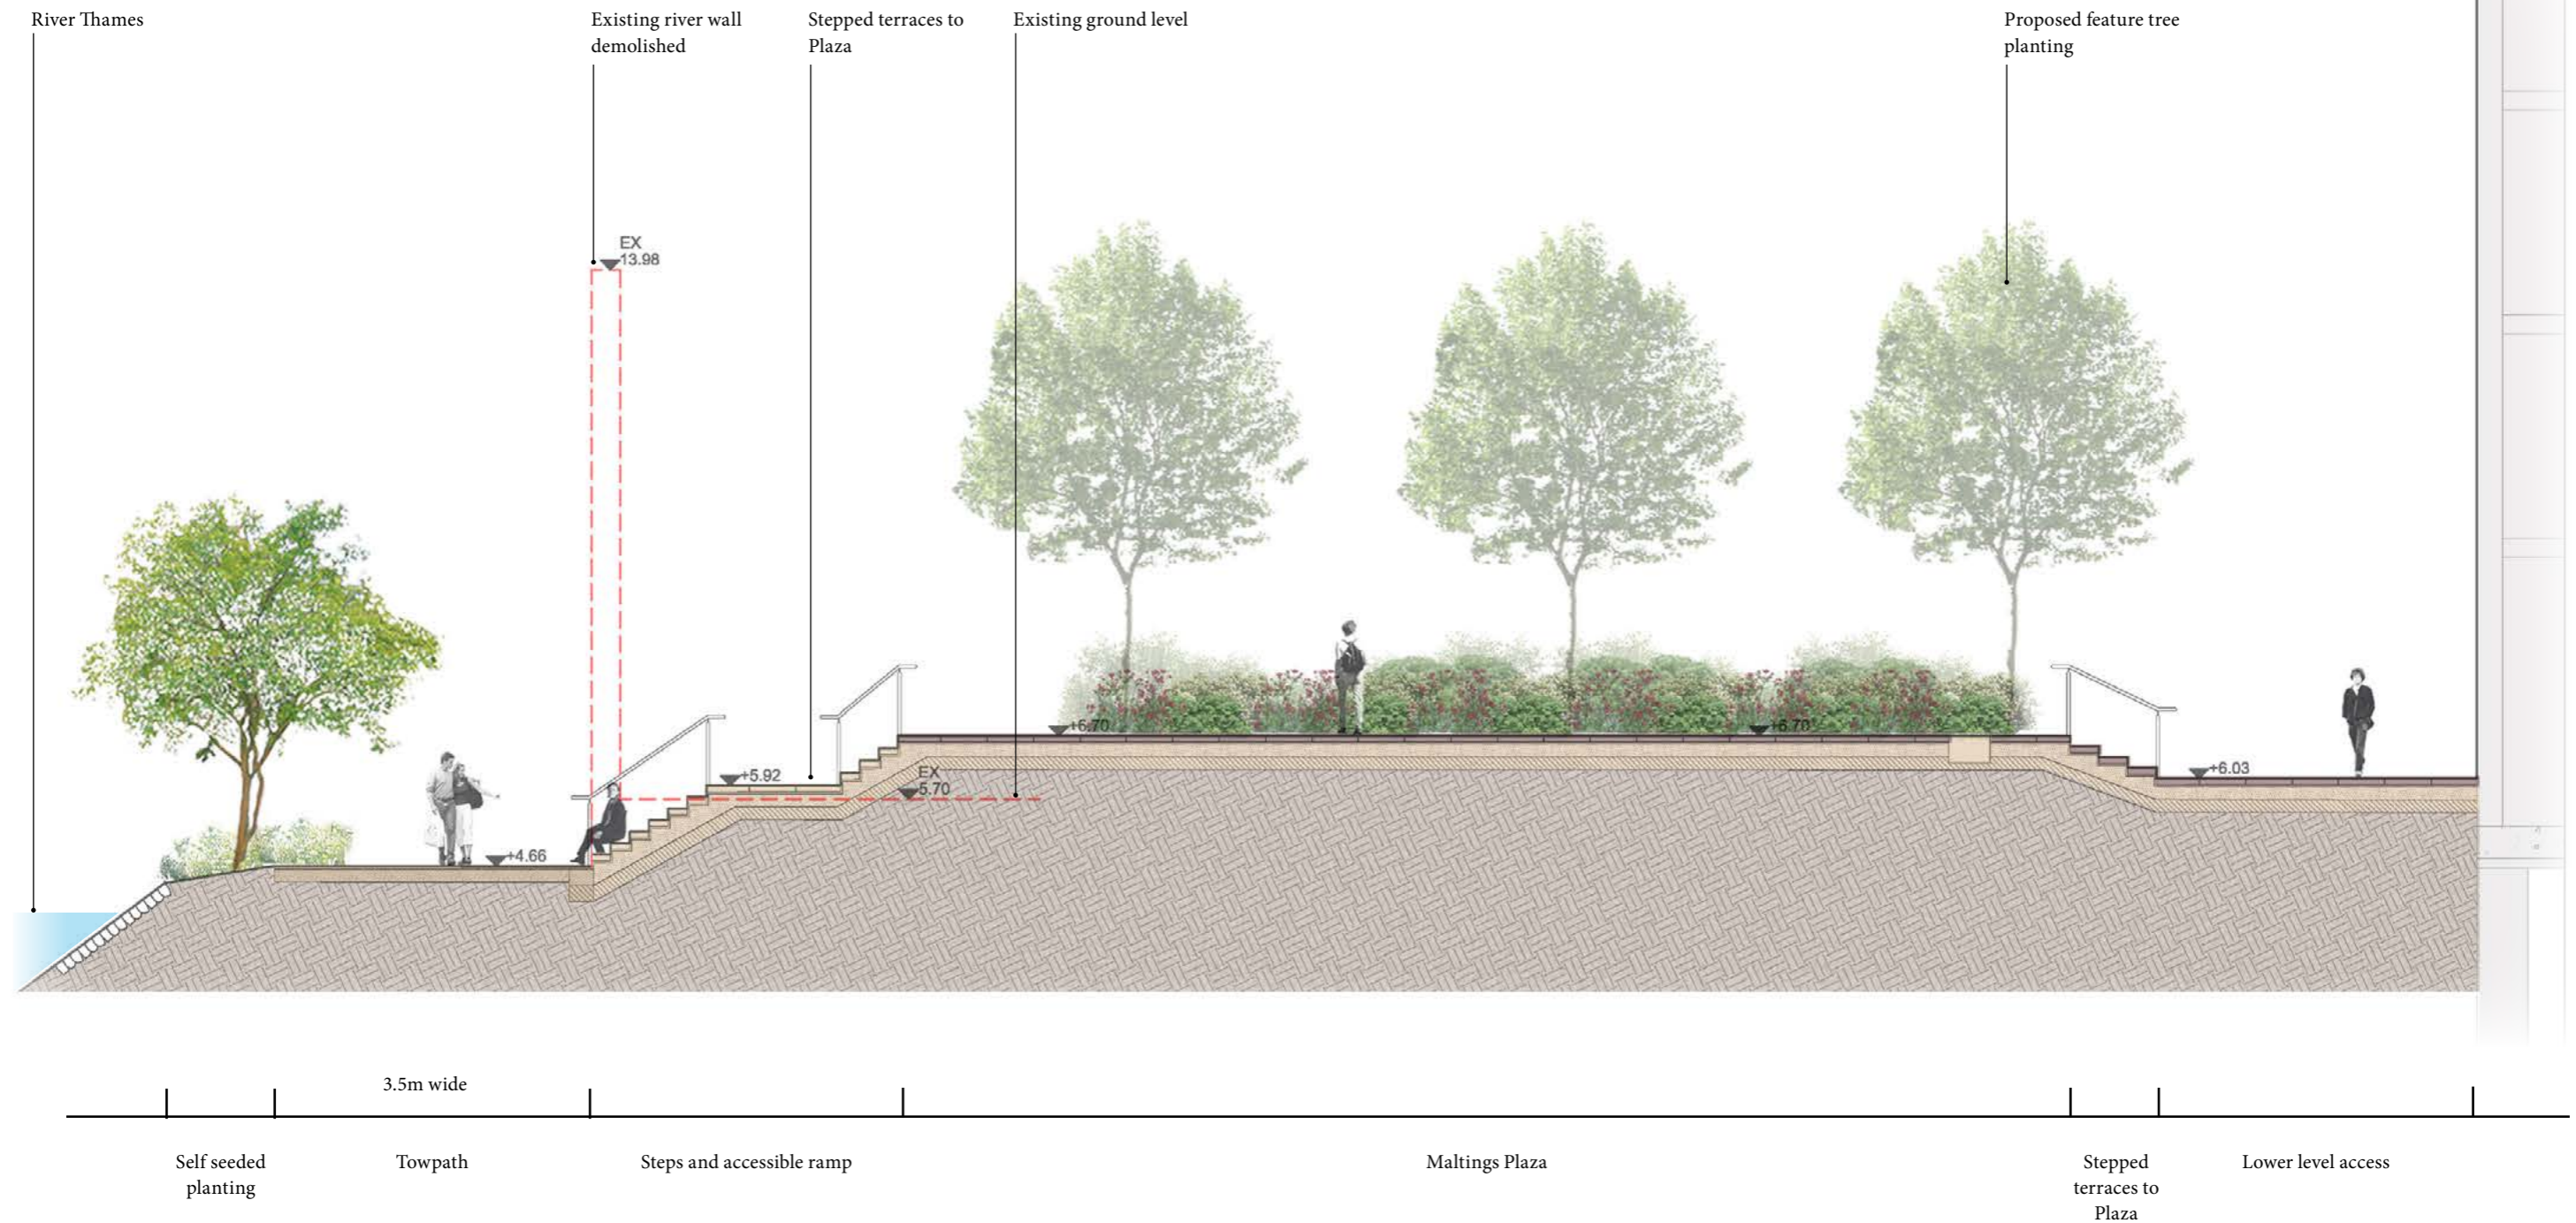 River Thames
Existing river wall
demolished
Stepped terraces to
Plaza
Existing ground level
Proposed feature tree
planting
EX
13.98
+6.70
+6.70
+5.92
EX
5.70
+6.03
+4.66
3.5m wide
Self seeded
planting
Towpath
Steps and accessible ramp
Maltings Plaza
Stepped
terraces to
Plaza
Lower level access